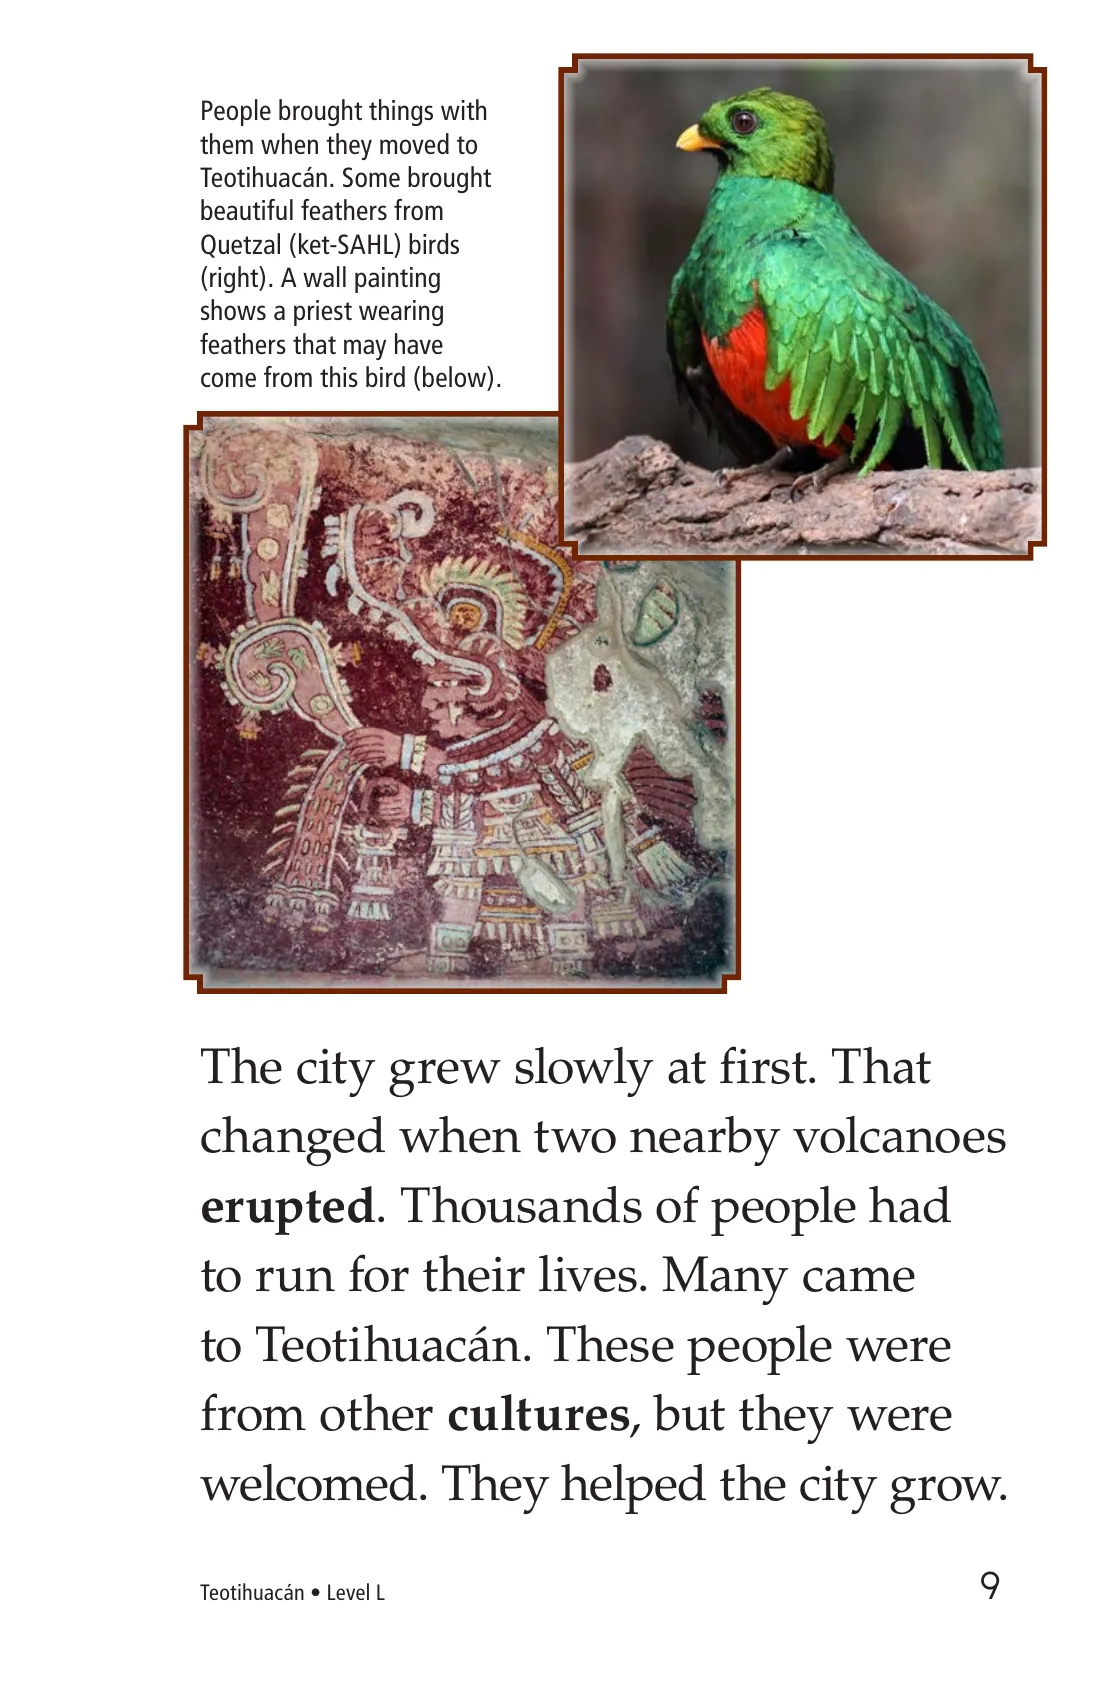 People brought things with
them when they moved to
Teotihuacán. Some brought
beautiful feathers from
Quetzal (ket-SAHL) birds
(right). A wall painting
shows a priest wearing
feathers that may have
come from this bird (below).
The city grew slowly at first. That
changed when two nearby volcanoes
erupted. Thousands of people had
to run for their lives. Many came
to Teotihuacán. These people were
from other cultures, but they were
welcomed. They helped the city grow.
Teotihuacán • Level L
9